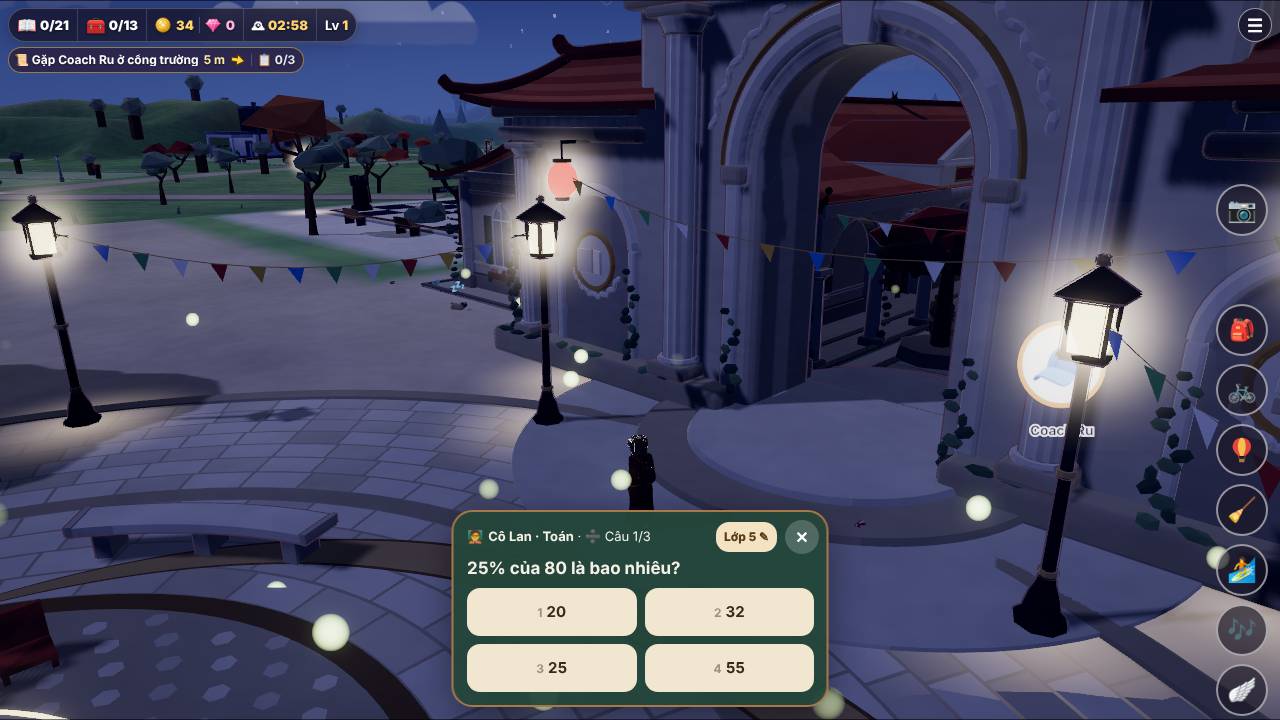 0/21 0/13 34 0 02:58 Lv 1
Gặp Coach Ru ở cổng trường 5 m 0/3
Coach Ru
Cô Lan · Toán · Câu 1/3 Lớp 5
25% của 80 là bao nhiêu?
1 20 2 32
3 25 4 55